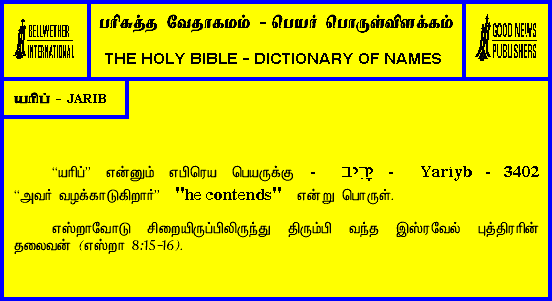 BELLWETHER
INTERNATIONAL
பரிசுத்த வேதாகமம் - பெயர் பொருள்விளக்கம்
THE HOLY BIBLE - DICTIONARY OF NAMES
GOOD NEWS
PUBLISHERS
யரிப் - JARIB
“யரிப்” என்னும் எபிரெய பெயருக்கு - יָרִיב - Yariyb - 3402
“அவர் வழக்காடுகிறார்” "he contends" என்று பொருள்.
எஸ்றாவோடு சிறையிருப்பிலிருந்து திரும்பி வந்த இஸ்ரவேல் புத்திரரின்
தலைவன் (எஸ்றா 8:15-16).